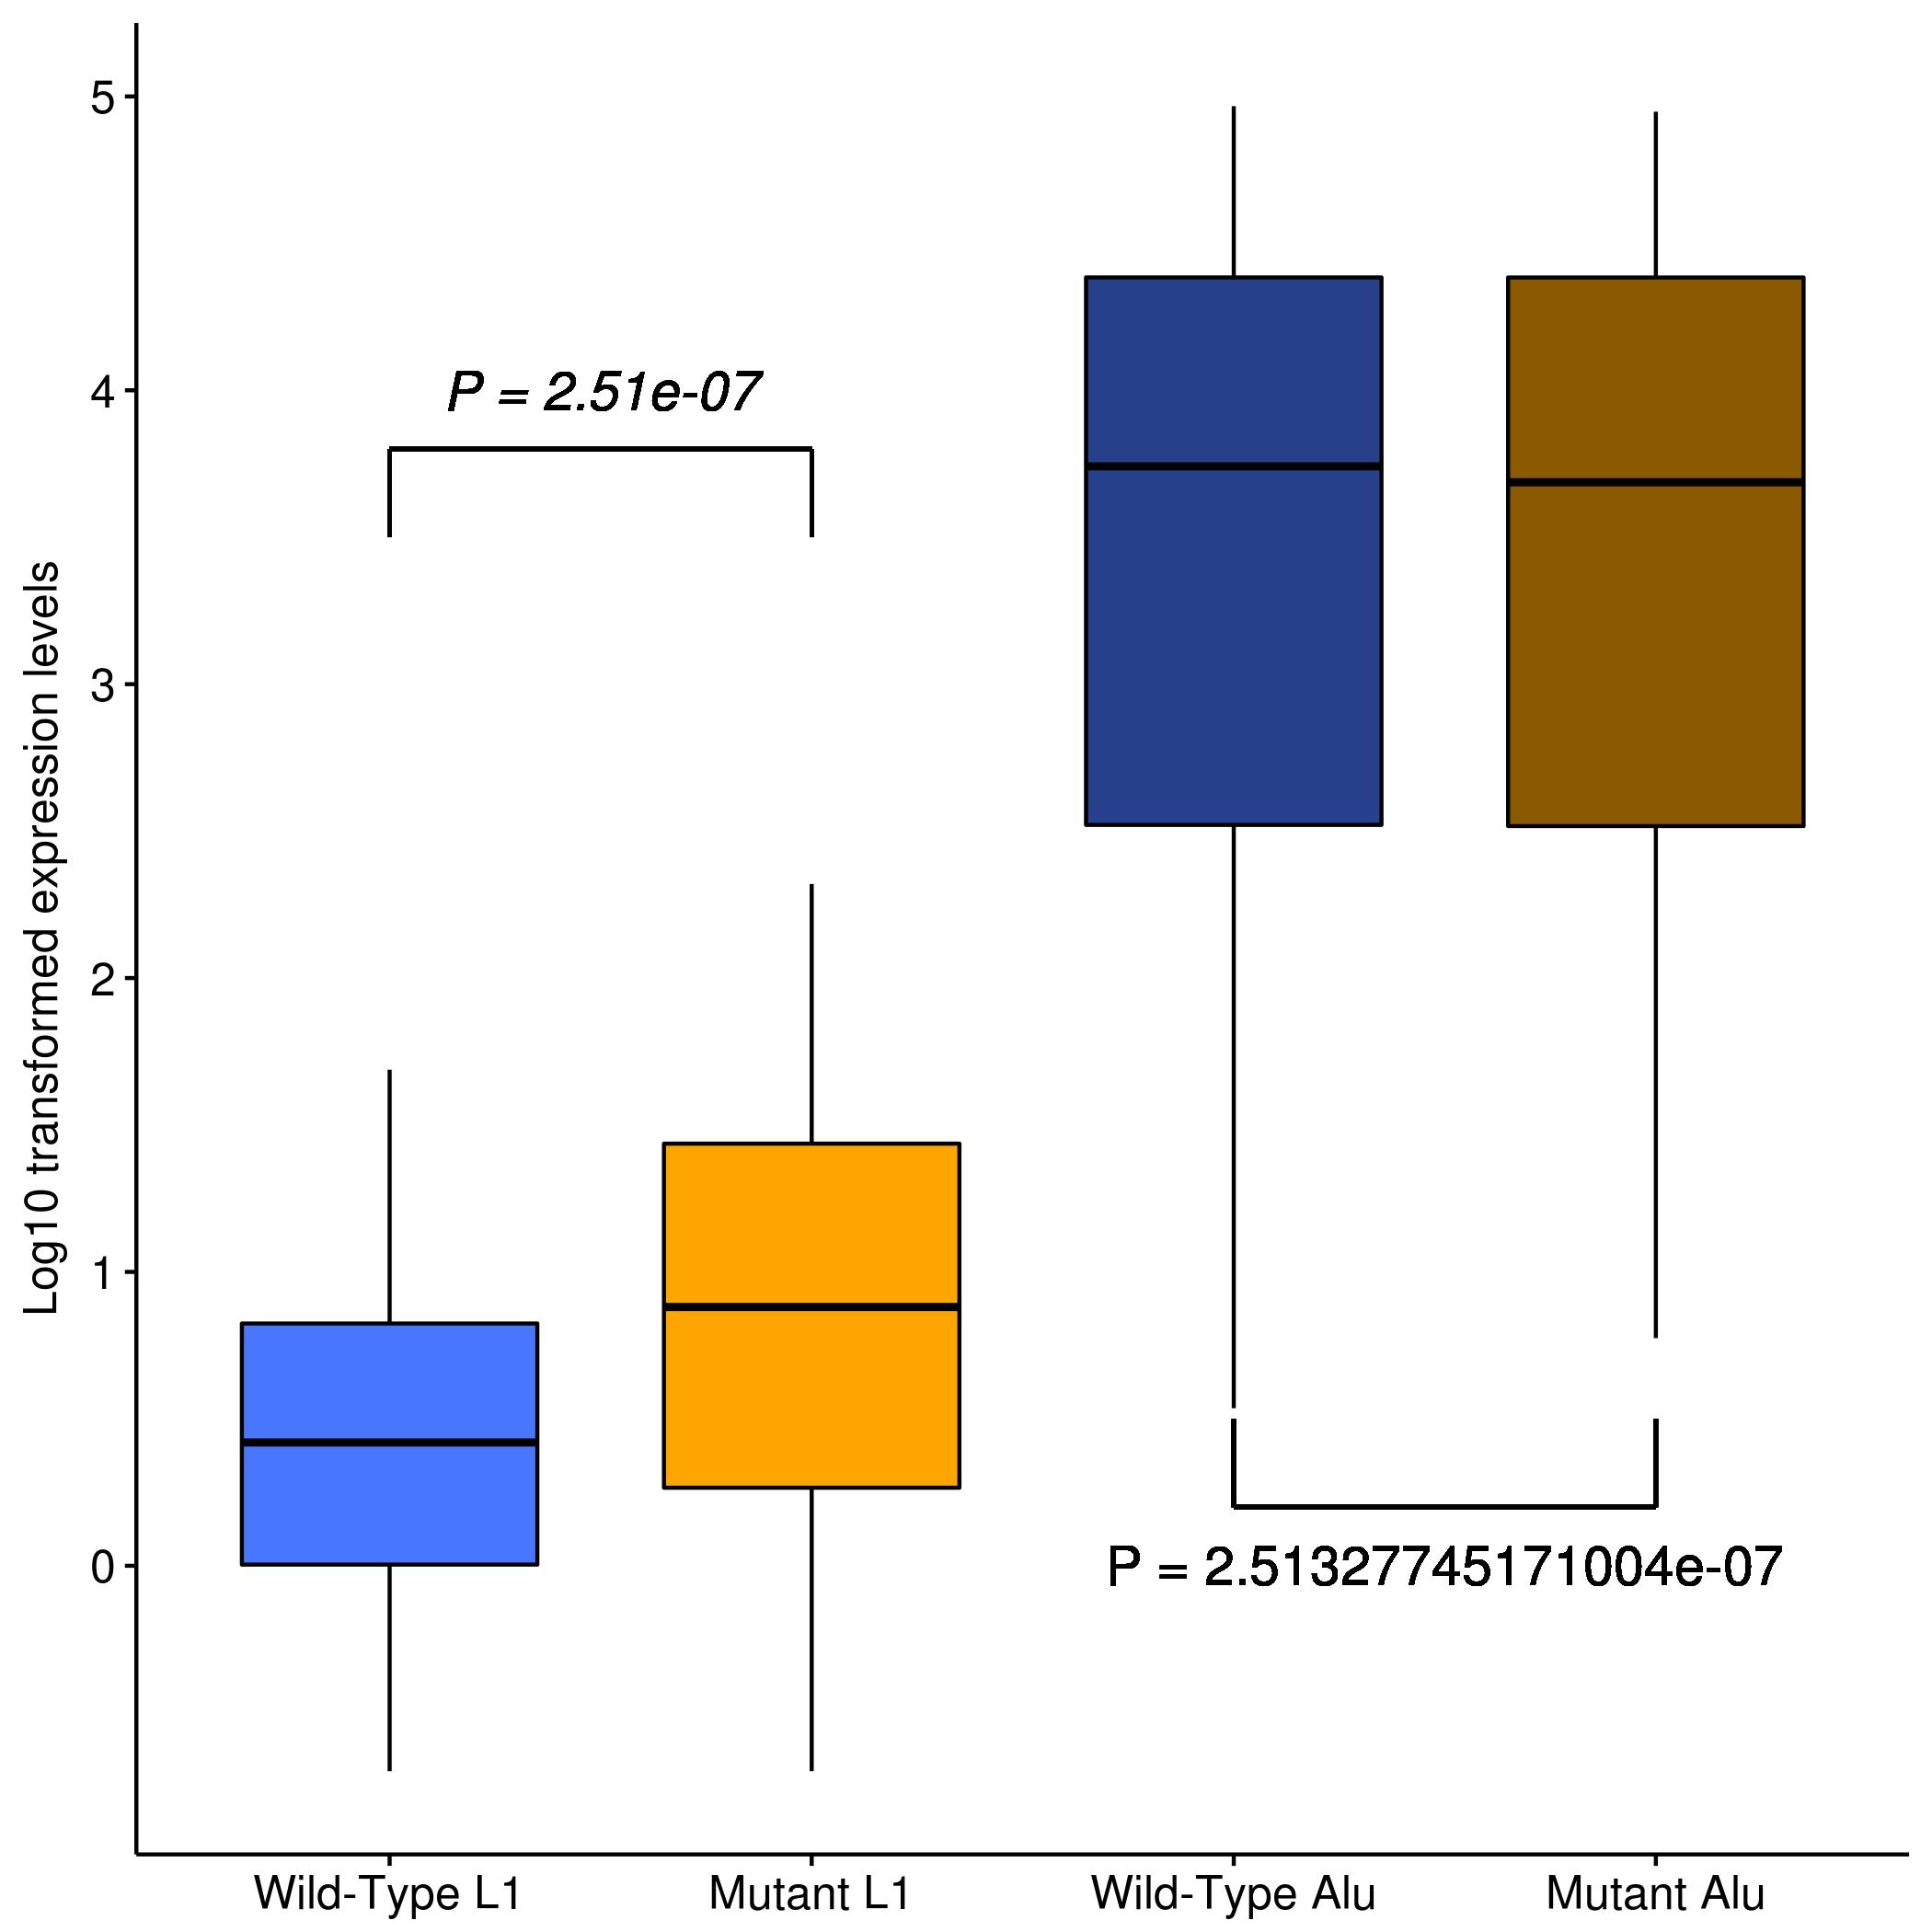 Log10 transformed expression levels
5
4
3
2
1
0
P = 2.51e-07
P = 2.51327745171004e-07
Wild-Type L1
Mutant L1
Wild-Type Alu
Mutant Alu